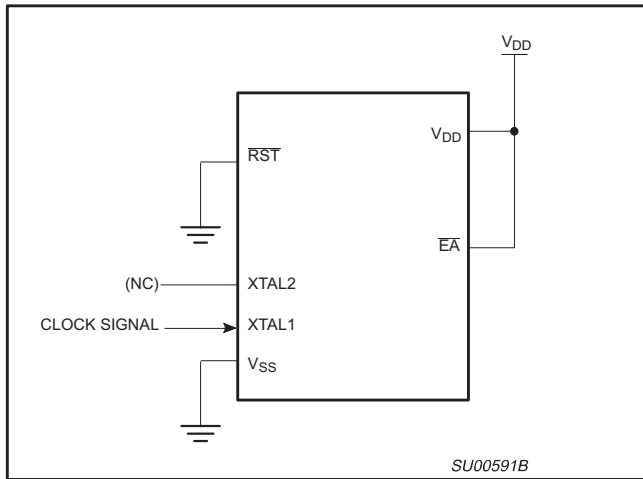 VDD
VDD
RST
EA
(NC)
XTAL2
CLOCK SIGNAL
XTAL1
VSS
SU00591B